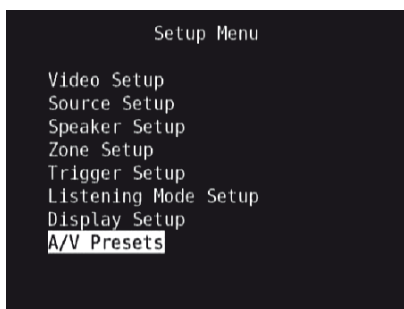 Setup Menu
Video Setup
Source Setup
Speaker Setup
Zone Setup
Trigger Setup
Listening Mode Setup
Display Setup
A/V Presets